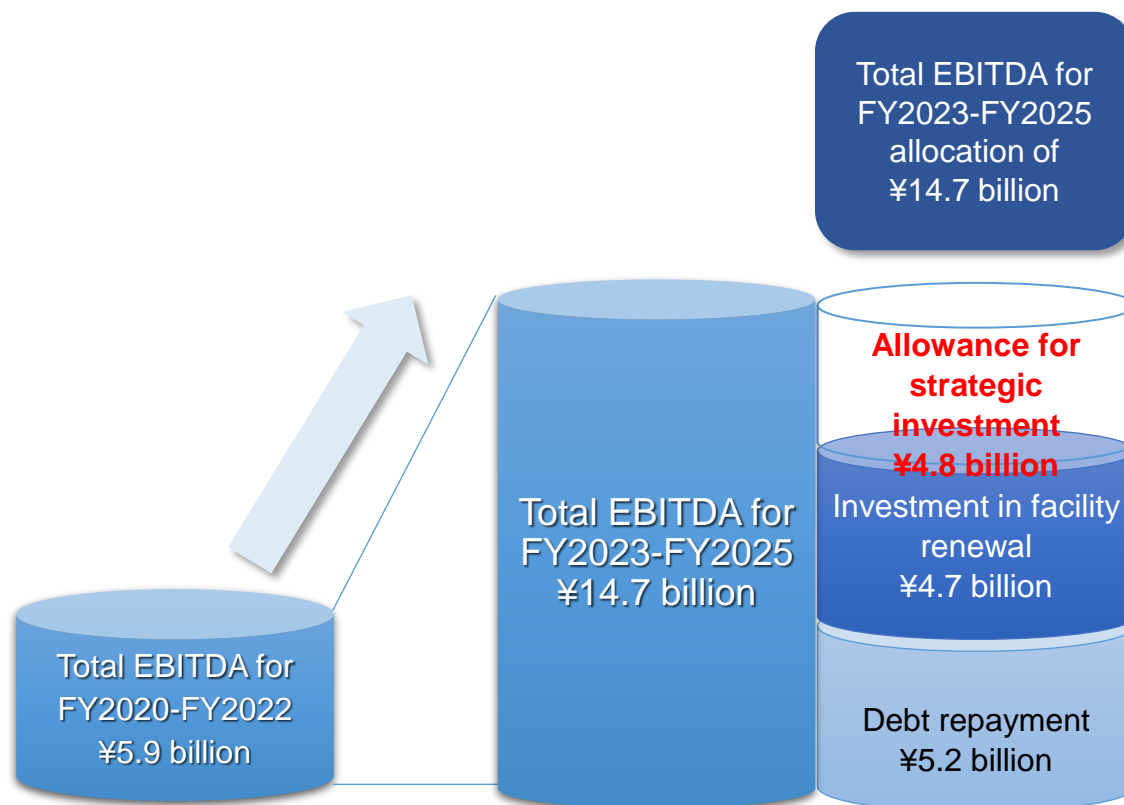 Total EBITDA for
FY2023-FY2025
allocation of
¥14.7 billion
Allowance for
strategic
investment
¥4.8 billion
Investment in facility
renewal
¥4.7 billion
Total EBITDA for
FY2023-FY2025
¥14.7 billion
Total EBITDA for
FY2020-FY2022
¥5.9 billion
Debt repayment
¥5.2 billion